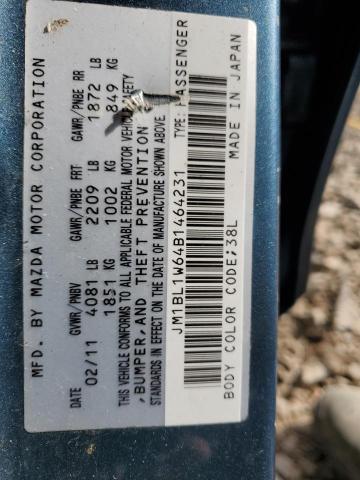 MFD. BY MAZDA MOTOR CORPORATION
DATE GVWR/PNBV GAWR/PNBE FRT GAWR/PNBE RR
02/11 4081 LB 2209 LB 1872 LB
1851 KG 1002 KG 849 KG
THIS VEHICLE CONFORMS TO ALL APPLICABLE FEDERAL MOTOR VEHICLE SAFETY
, BUMPER, AND THEFT PREVENTION
STANDARDS IN EFFECT ON THE DATE OF MANUFACTURE SHOWN ABOVE.
JM1BL1W64B1464231 TYPE: PASSENGER
BODY COLOR CODE; 38L MADE IN JAPAN